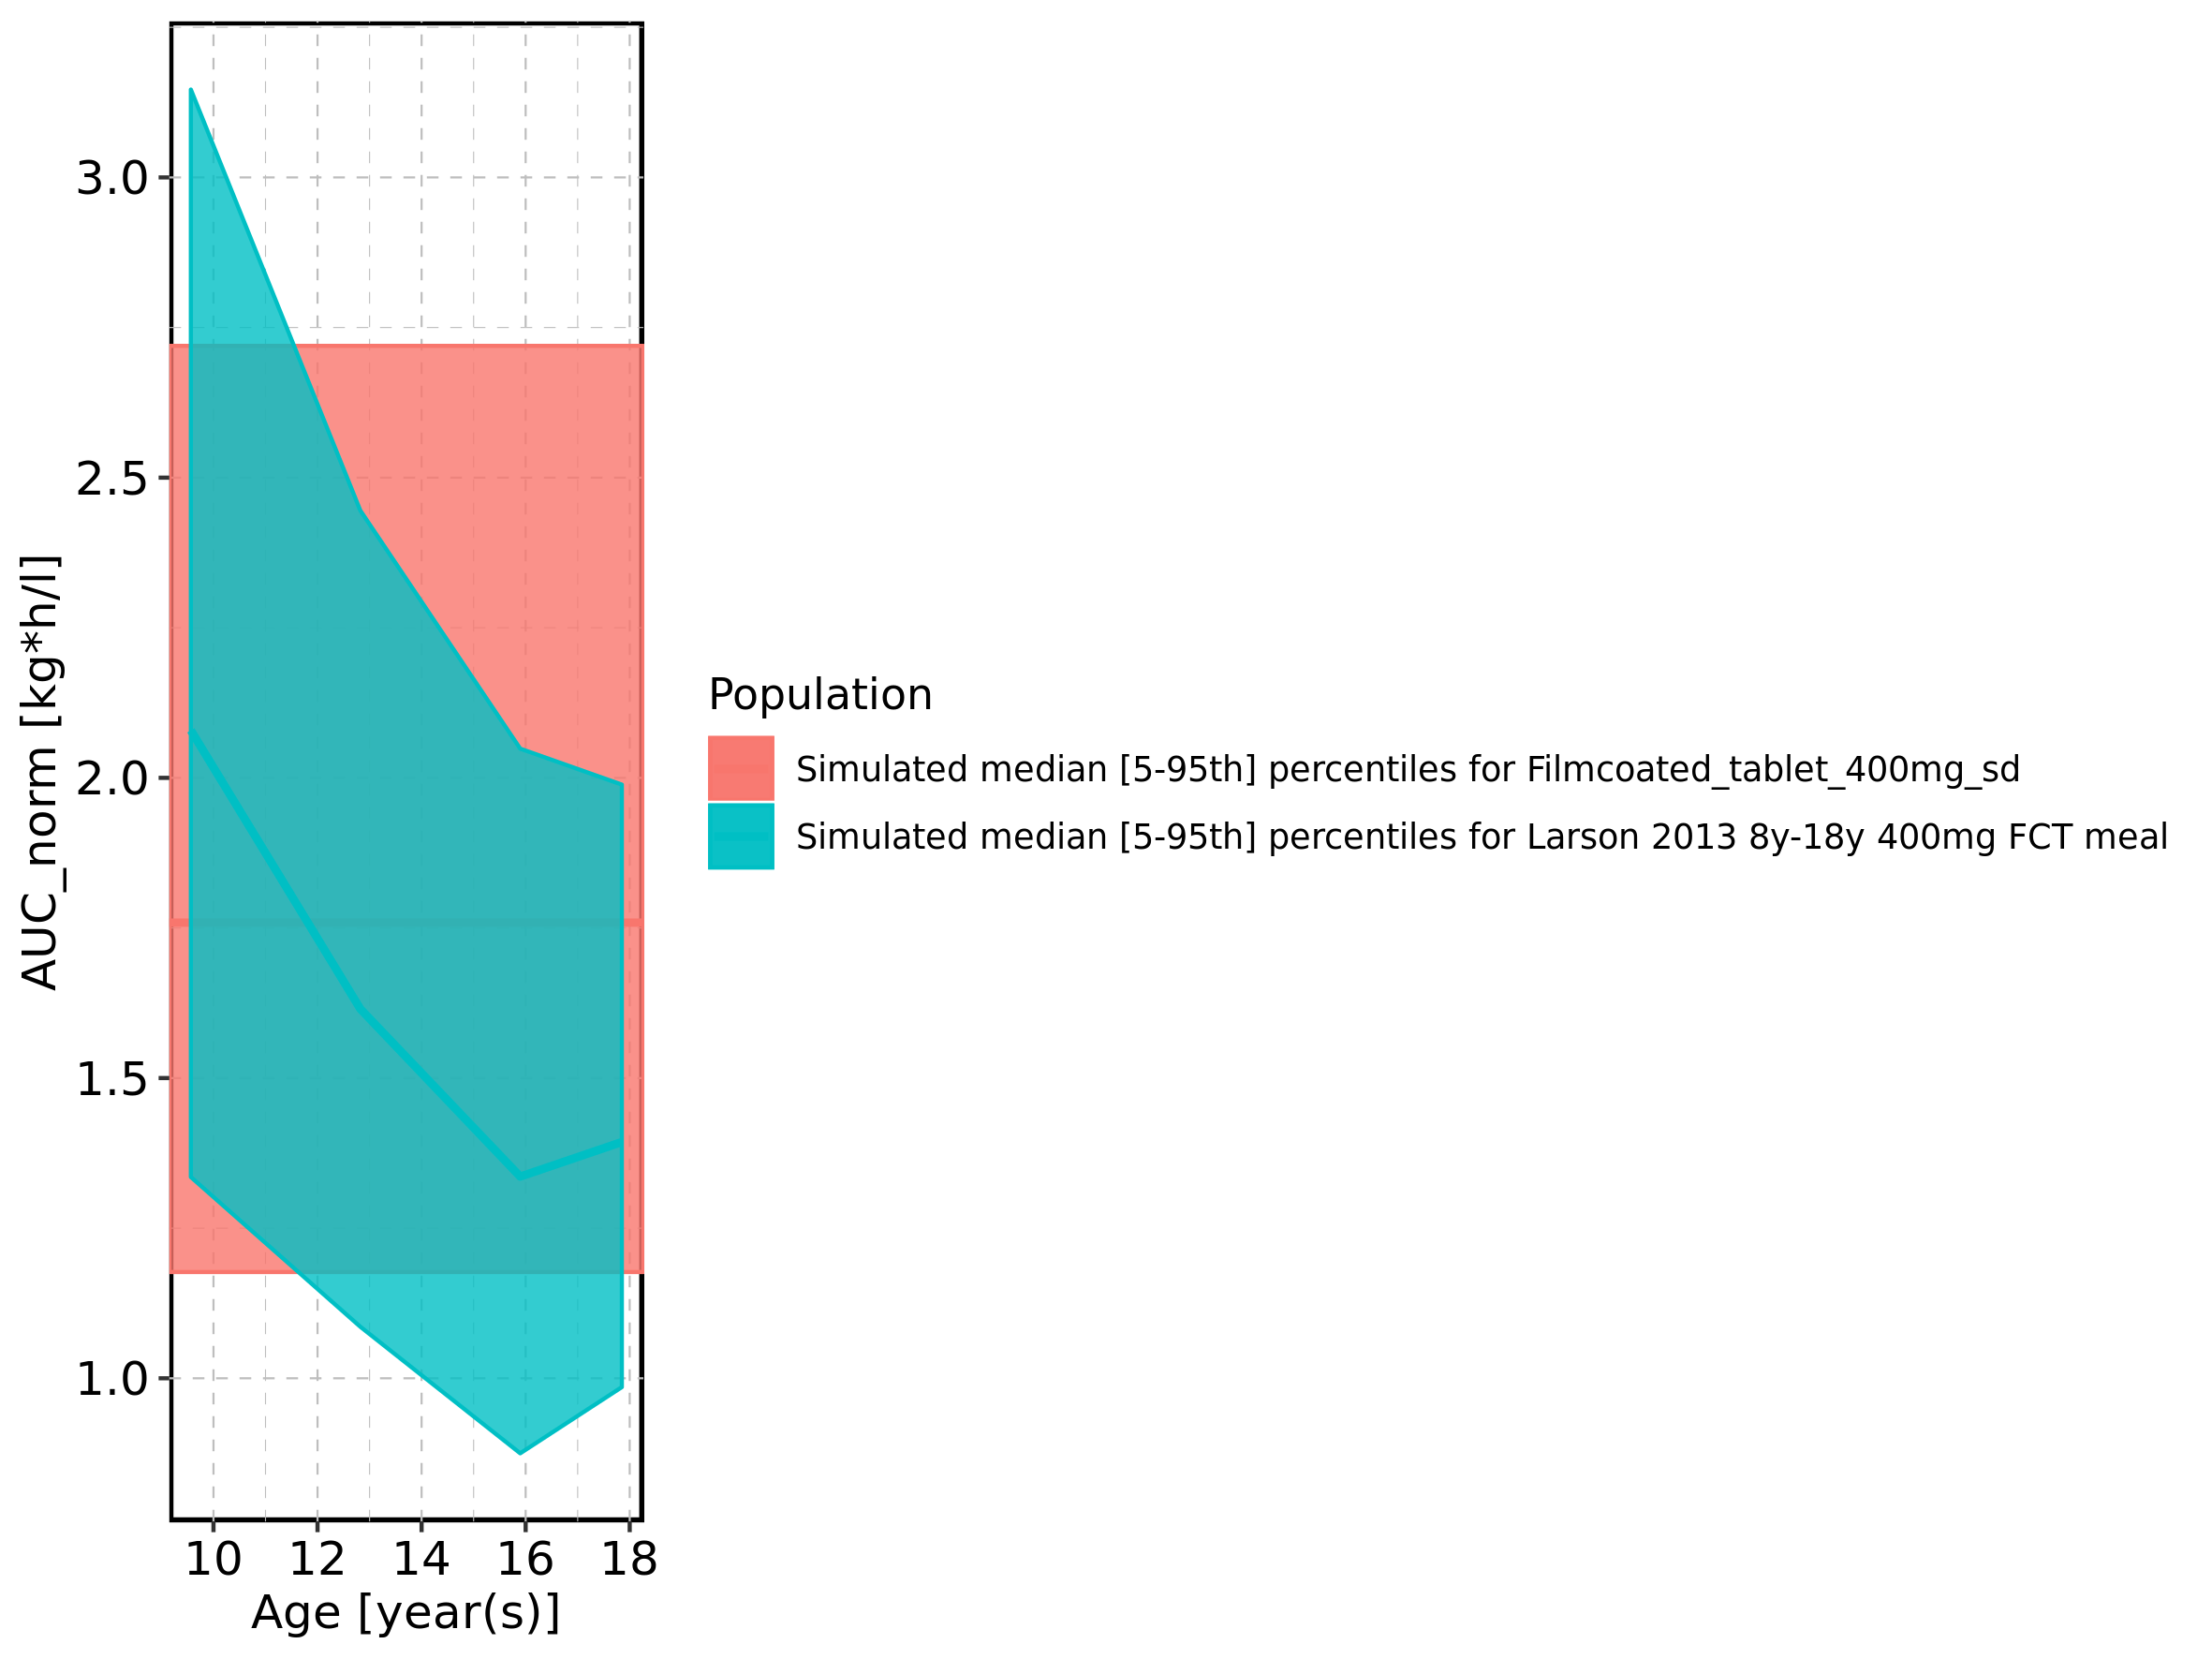 3.0
2.5
2.0
1.5
1.0
AUC_norm [kg*h/l]
10 12 14 16 18
Age [year(s)]
Population
Simulated median [5-95th] percentiles for Filmcoated_tablet_400mg_sd
Simulated median [5-95th] percentiles for Larson 2013 8y-18y 400mg FCT meal